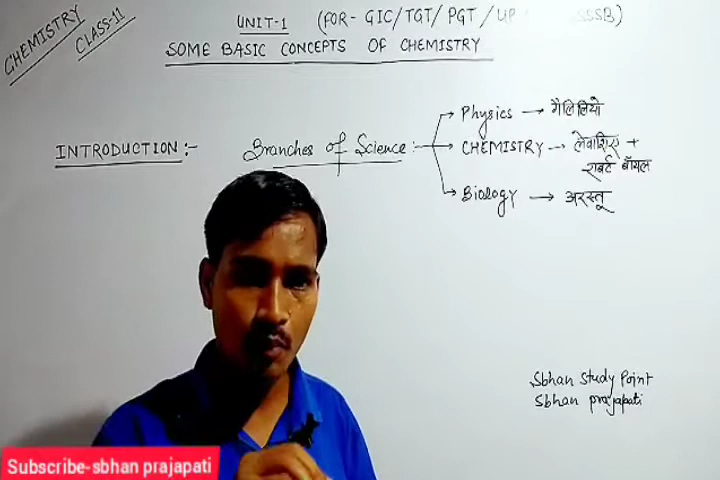 CHEMISTRY
CLASS-11
UNIT-1 (FOR- GIC/TGT/PGT/UP SSSB)
SOME BASIC CONCEPTS OF CHEMISTRY
INTRODUCTION:- Branches of Science:-
Physics → गैलिलियो
CHEMISTRY → लेवाशिए +
राबर्ट बॉयल
Biology → अरस्तू
Sbhan Study Point
Sbhan prajapati
Subscribe-sbhan prajapati